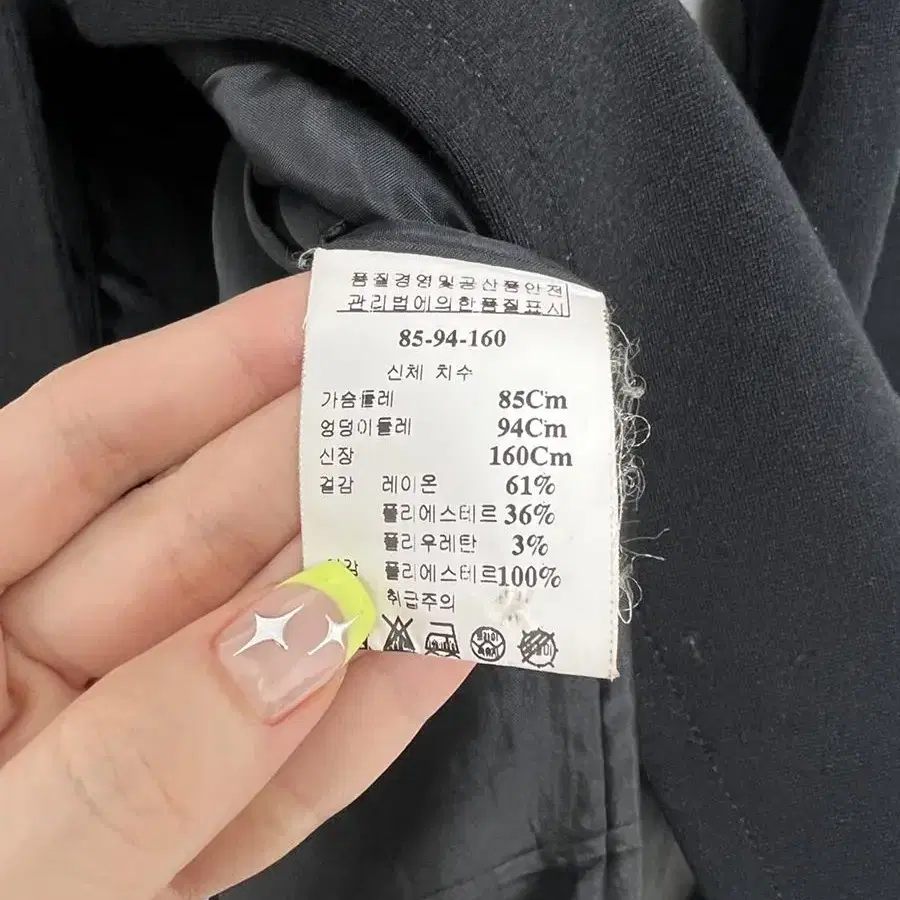 품질경영및공산품안전
관리법에의한품질표시
85-94-160
신체 치수
가슴둘레 85Cm
엉덩이둘레 94Cm
신장 160Cm
겉감 레이온 61%
폴리에스테르 36%
폴리우레탄 3%
폴리에스테르 100%
취급주의